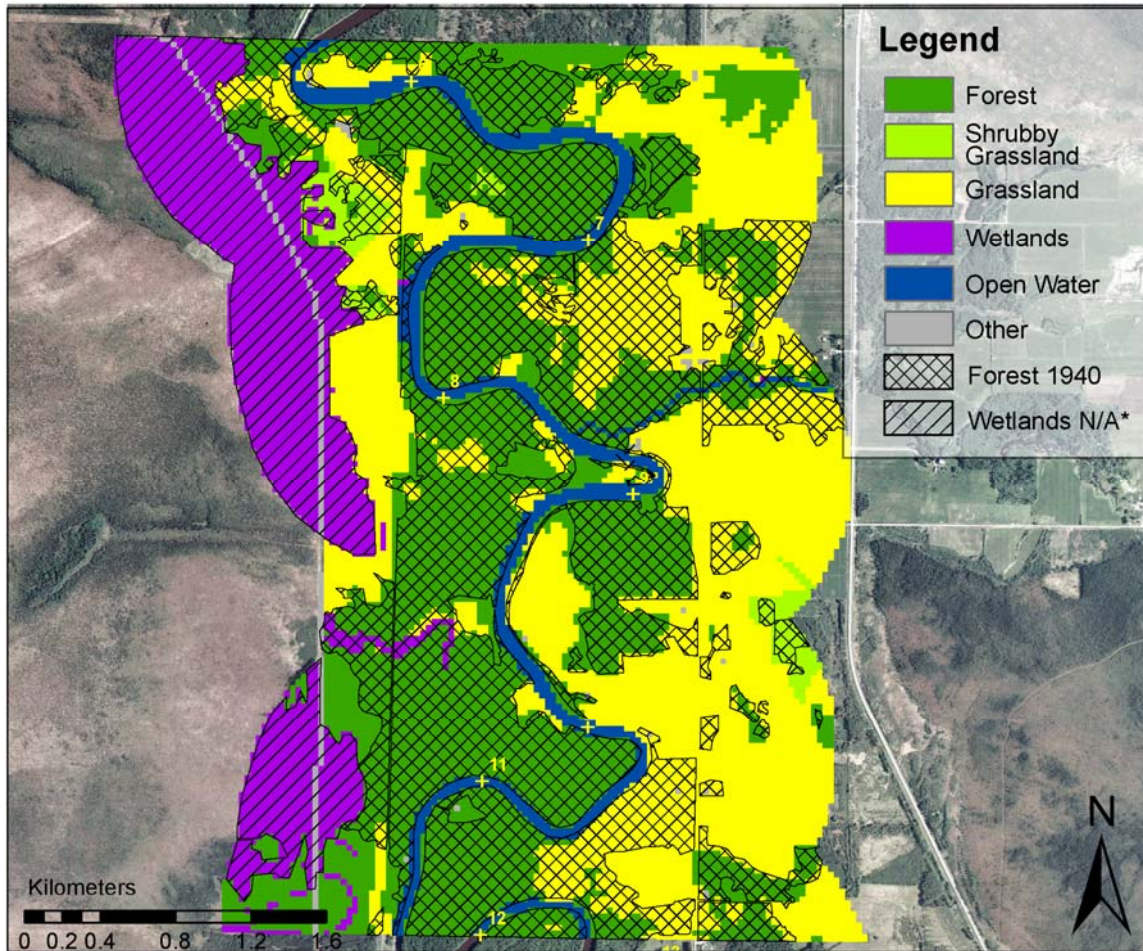 Legend
Forest
Shrubby
Grassland
Grassland
Wetlands
Open Water
Other
Forest 1940
Wetlands N/A*
8
11
12
N
Kilometers
0 0.2 0.4 0.8 1.2 1.6